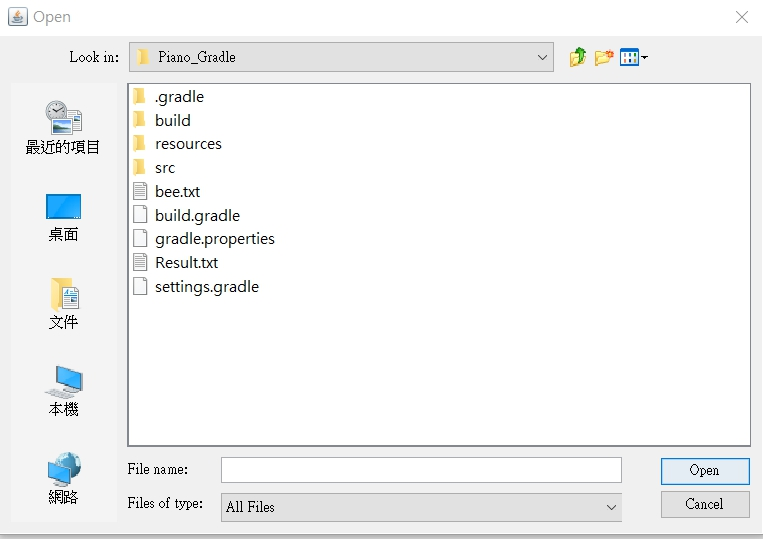 Open
Look in: Piano_Gradle
最近的項目
桌面
文件
本機
網路
.gradle
build
resources
src
bee.txt
build.gradle
gradle.properties
Result.txt
settings.gradle
File name:
Open
Files of type: All Files
Cancel